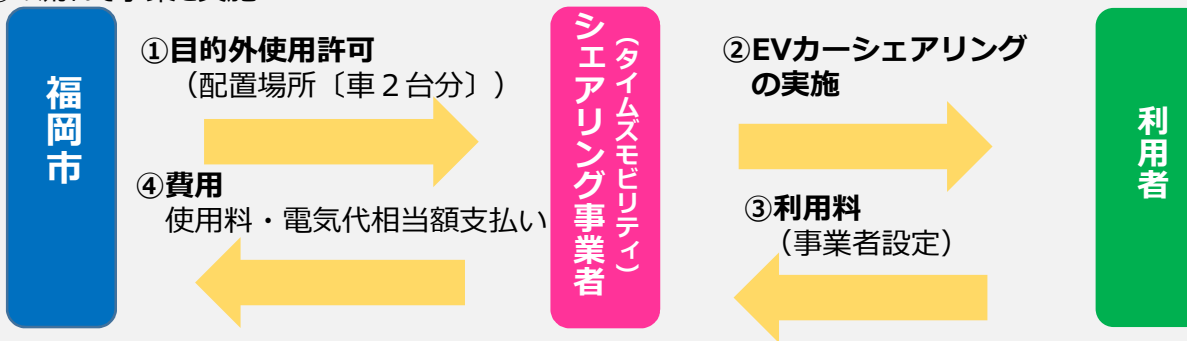 福岡市
①目的外使用許可
（配置場所〔車２台分〕）
④費用
使用料・電気代相当額支払い
シェアリング事業者
（タイムズモビリティ）
②EVカーシェアリング
の実施
③利用料
（事業者設定）
利用者